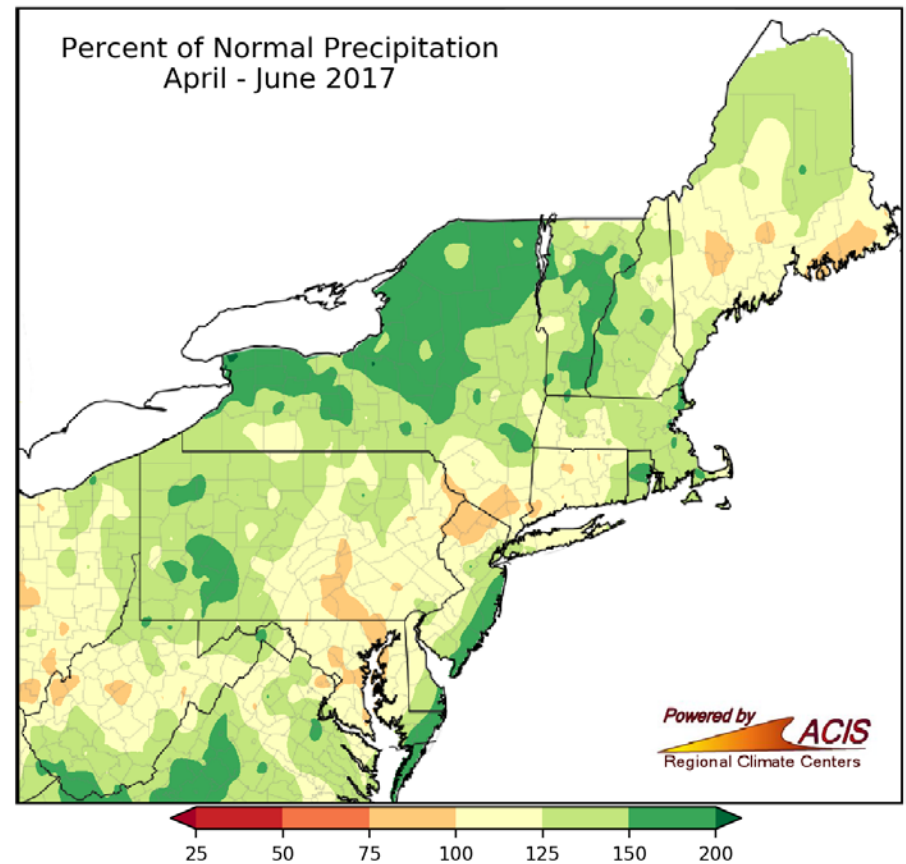 Percent of Normal Precipitation
April - June 2017
Powered by
ACIS
Regional Climate Centers
25 50 75 100 125 150 200